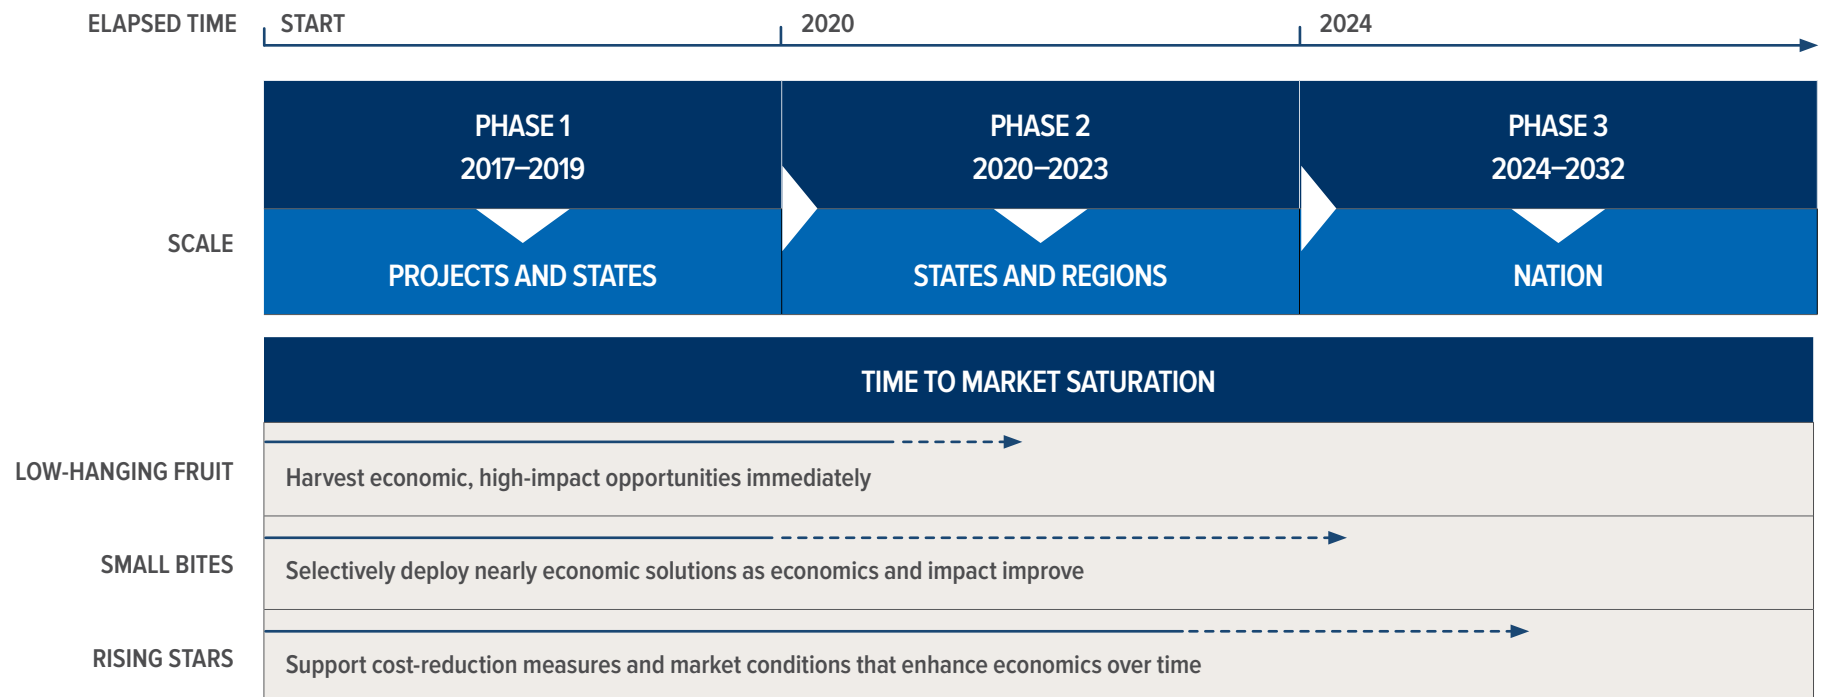 ELAPSED TIME START 2020 2024
PHASE 1 PHASE 2 PHASE 3
2017–2019 2020–2023 2024–2032
SCALE
PROJECTS AND STATES STATES AND REGIONS NATION
TIME TO MARKET SATURATION
LOW-HANGING FRUIT
Harvest economic, high-impact opportunities immediately
SMALL BITES
Selectively deploy nearly economic solutions as economics and impact improve
RISING STARS
Support cost-reduction measures and market conditions that enhance economics over time